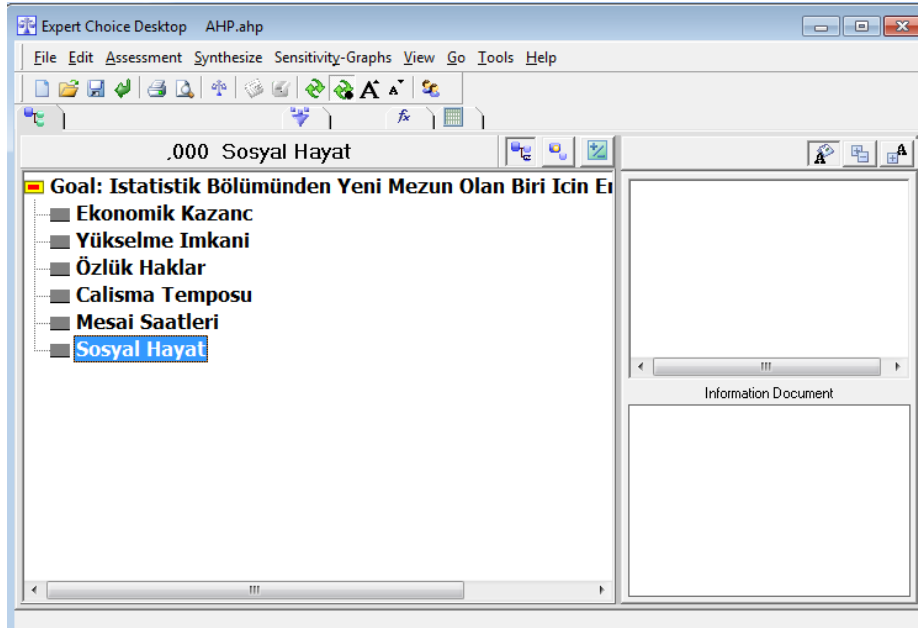 Expert Choice Desktop AHP.ahp
File Edit Assessment Synthesize Sensitivity-Graphs View Go Tools Help
,000 Sosyal Hayat
Goal: Istatistik Bölümünden Yeni Mezun Olan Biri Icin
Ekonomik Kazanc
Yükselme Imkani
Özlük Haklar
Calisma Temposu
Mesai Saatleri
Sosyal Hayat
Information Document